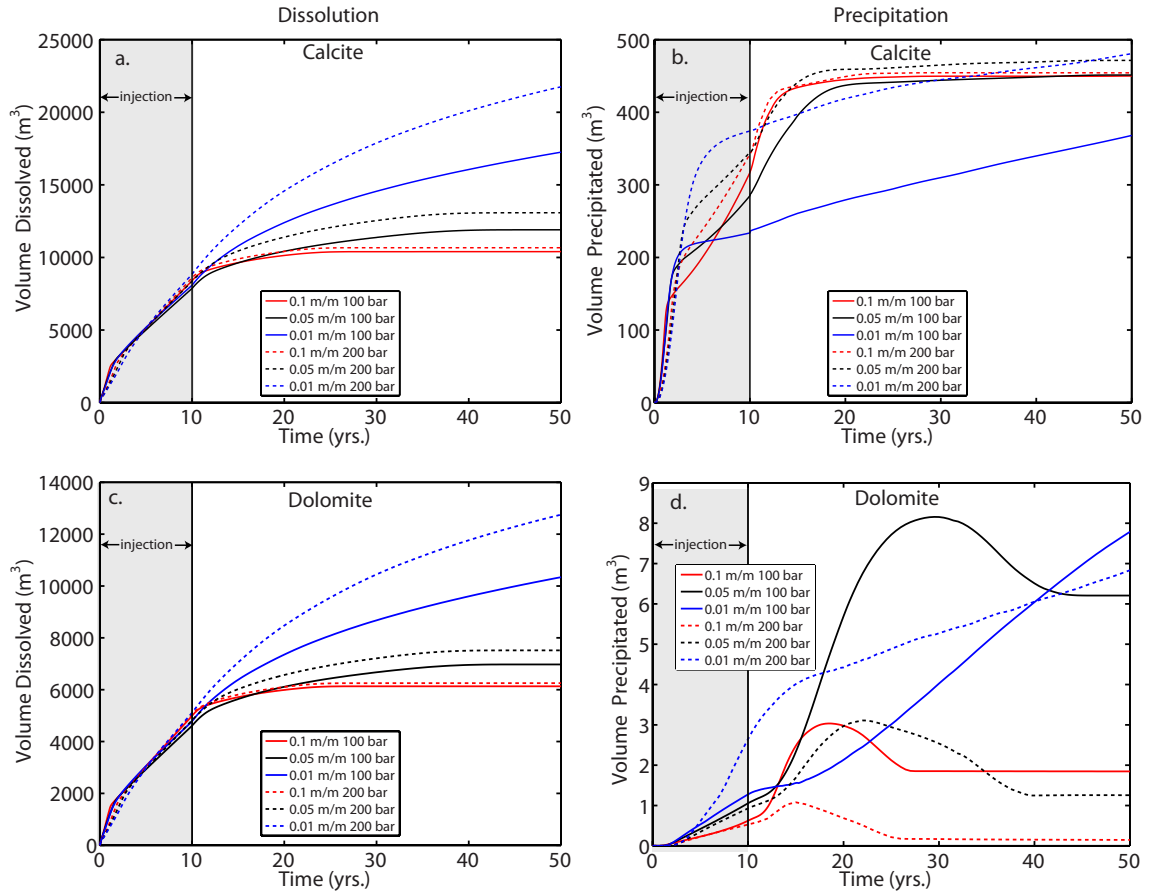 Dissolution
Precipitation
a.
Calcite
injection
Volume Dissolved (m³)
25000
20000
15000
10000
5000
0
0.1 m/m 100 bar
0.05 m/m 100 bar
0.01 m/m 100 bar
0.1 m/m 200 bar
0.05 m/m 200 bar
0.01 m/m 200 bar
0 10 20 30 40 50
Time (yrs.)
b.
Calcite
injection
Volume Precipitated (m³)
500
400
300
200
100
0
0.1 m/m 100 bar
0.05 m/m 100 bar
0.01 m/m 100 bar
0.1 m/m 200 bar
0.05 m/m 200 bar
0.01 m/m 200 bar
0 10 20 30 40 50
Time (yrs.)
c.
Dolomite
injection
Volume Dissolved (m³)
14000
12000
10000
8000
6000
4000
2000
0
0.1 m/m 100 bar
0.05 m/m 100 bar
0.01 m/m 100 bar
0.1 m/m 200 bar
0.05 m/m 200 bar
0.01 m/m 200 bar
0 10 20 30 40 50
Time (yrs.)
d.
Dolomite
injection
Volume Precipitated (m³)
9
8
7
6
5
4
3
2
1
0
0.1 m/m 100 bar
0.05 m/m 100 bar
0.01 m/m 100 bar
0.1 m/m 200 bar
0.05 m/m 200 bar
0.01 m/m 200 bar
0 10 20 30 40 50
Time (yrs.)